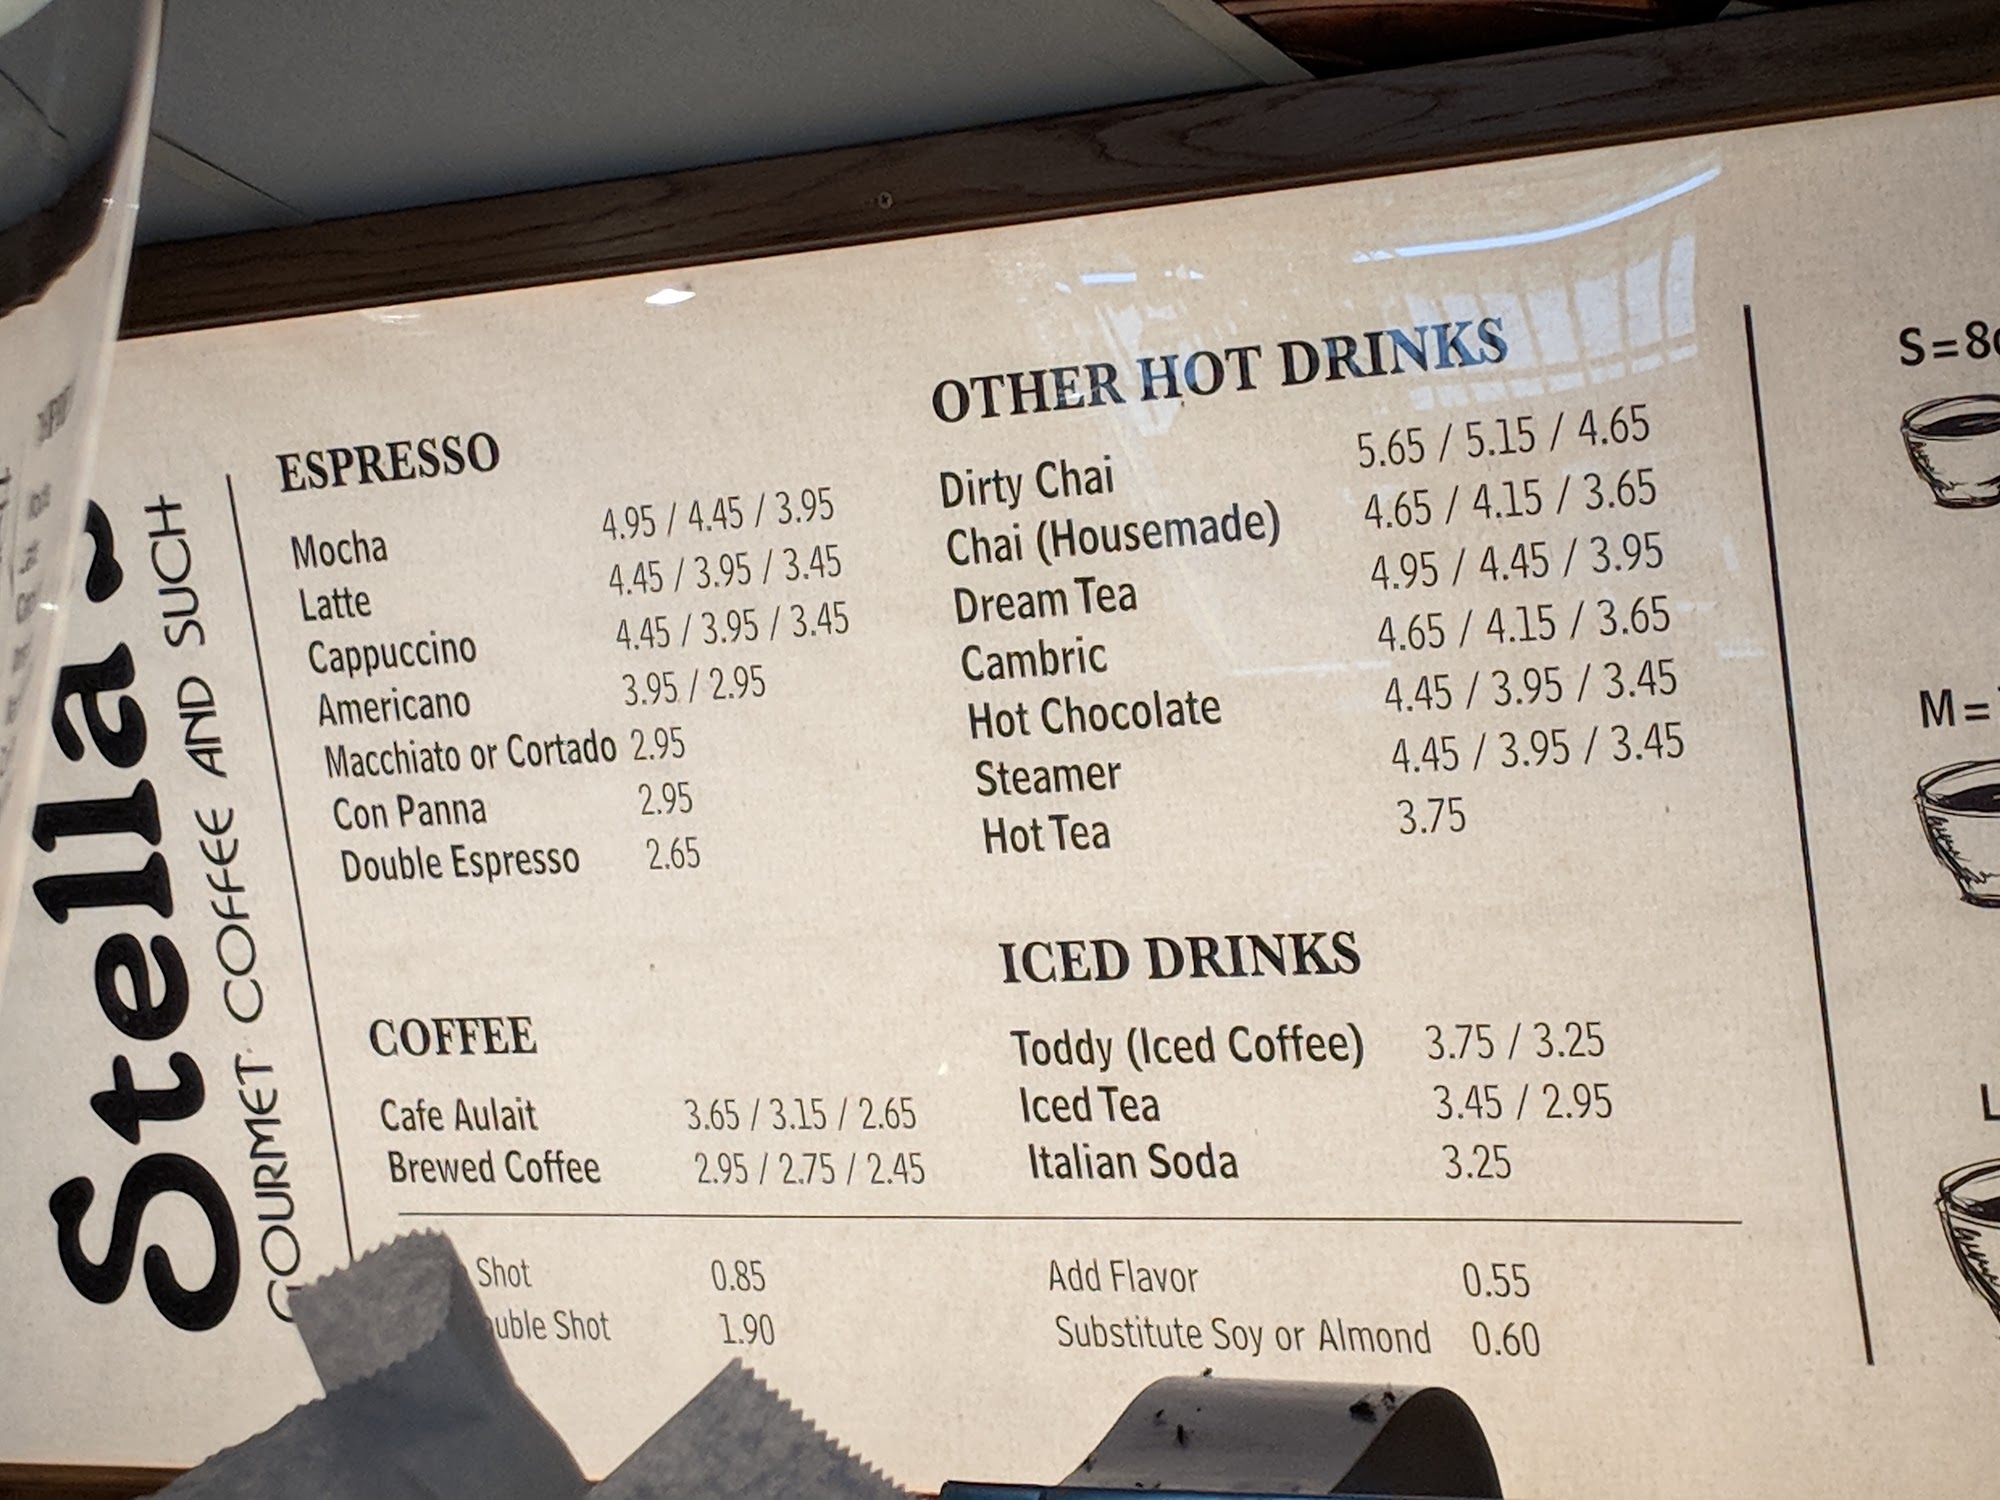 Stella
GOURMET COFFEE AND SUCH
ESPRESSO
Mocha 4.95 / 4.45 / 3.95
Latte 4.45 / 3.95 / 3.45
Cappuccino 4.45 / 3.95 / 3.45
Americano 3.95 / 2.95
Macchiato or Cortado 2.95
Con Panna 2.95
Double Espresso 2.65
COFFEE
Cafe Aulait 3.65 / 3.15 / 2.65
Brewed Coffee 2.95 / 2.75 / 2.45
Shot 0.85
Shot 1.90
OTHER HOT DRINKS
Dirty Chai 5.65 / 5.15 / 4.65
Chai (Housemade) 4.65 / 4.15 / 3.65
Dream Tea 4.95 / 4.45 / 3.95
Cambric 4.65 / 4.15 / 3.65
Hot Chocolate 4.45 / 3.95 / 3.45
Steamer 4.45 / 3.95 / 3.45
Hot Tea 3.75
ICED DRINKS
Toddy (Iced Coffee) 3.75 / 3.25
Iced Tea 3.45 / 2.95
Italian Soda 3.25
Add Flavor 0.55
Substitute Soy or Almond 0.60
S=8
M=
L